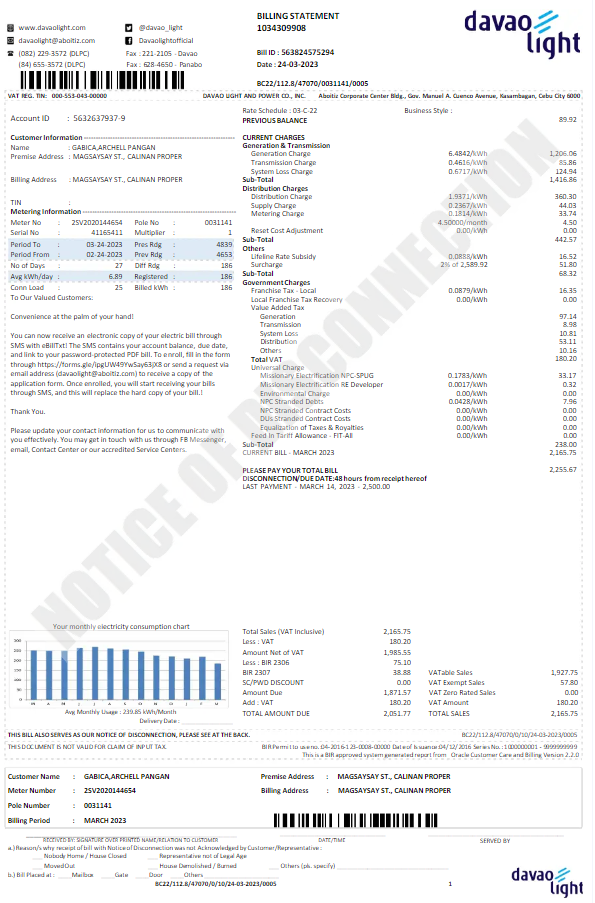 www.davaolight.com
@davao_light
davaolight@aboitiz.com
Davaolightofficial
(082) 229-3572 (DLPC)
Fax : 221-2105 - Davao
(84) 655-3572 (DLPC)
Fax : 628-4650 - Panabo
BILLING STATEMENT
1034309908
Bill ID : 563824575294
Date : 24-03-2023
BC22/112.8/47070/0031141/0005
davao
light
VAT REG. TIN: 000-553-043-00000
DAVAO LIGHT AND POWER CO., INC. Aboitiz Corporate Center Bldg., Gov. Manuel A. Cuenco Avenue, Kasambagan, Cebu City 6000
Account ID : 5632637937-9
Customer Information
Name : GABICA,ARCHELL PANGAN
Premise Address : MAGSAYSAY ST., CALINAN PROPER
Billing Address : MAGSAYSAY ST., CALINAN PROPER
TIN :
Metering Information
Meter No : 2SV2020144654 Pole No : 0031141
Serial No : 41165411 Multiplier : 1
Period To : 03-24-2023 Pres Rdg : 4839
Period From : 02-24-2023 Prev Rdg : 4653
No of Days : 27 Diff Rdg : 186
Avg kWh/day : 6.89 Registered : 186
Conn Load : 25 Billed kWh : 186
To Our Valued Customers:
Convenience at the palm of your hand!
You can now receive an electronic copy of your electric bill through
SMS with eBillTxt! The SMS contains your account balance, due date,
and link to your password-protected PDF bill. To enroll, fill in the form
through https://forms.gle/ipgUW49YwSay63jX8 or send a request via
email (davaolight@aboitiz.com) to receive a copy of the
application form. Once enrolled, you will start receiving your bills
through SMS, and this will replace the hard copy of your bill.!
Thank You.
Please update your contact information for us to communicate with
you effectively. You may get in touch with us through FB Messenger,
email, Contact Center or our accredited Service Centers.
Rate Schedule : 03-C-22 Business Style :
PREVIOUS BALANCE 89.92
CURRENT CHARGES
Generation & Transmission
Generation Charge 6.4842/kWh 1,206.06
Transmission Charge 0.4616/kWh 85.86
System Loss Charge 0.6717/kWh 124.94
Sub-Total 1,416.86
Distribution Charges
Distribution Charge 1.9371/kWh 360.30
Supply Charge 0.2367/kWh 44.03
Metering Charge 0.1814/kWh 33.74
4.50000/month 4.50
Reset Cost Adjustment 0.00/kWh 0.00
Sub-Total 442.57
Others
Lifeline Rate Subsidy 0.0888/kWh 16.52
Surcharge 2% of 2,589.92 51.80
Sub-Total 68.32
Government Charges
Franchise Tax - Local 0.0879/kWh 16.35
Local Franchise Tax Recovery 0.00/kWh 0.00
Value Added Tax
Generation 97.14
Transmission 8.98
System Loss 10.81
Distribution 53.11
Others 10.16
Total VAT 180.20
Universal Charge
Missionary Electrification NPC-SPUG 0.1783/kWh 33.17
Missionary Electrification RE Developer 0.0017/kWh 0.32
Environmental Charge 0.00/kWh 0.00
NPC Stranded Debts 0.0428/kWh 7.96
NPC Stranded Contract Costs 0.00/kWh 0.00
DUs Stranded Contract Costs 0.00/kWh 0.00
Equalization of Taxes & Royalties 0.00/kWh 0.00
Feed In Tariff Allowance - FIT-All 0.00/kWh 0.00
Sub-Total 238.00
CURRENT BILL - MARCH 2023 2,165.75
PLEASE PAY YOUR TOTAL BILL 2,255.67
DISCONNECTION/DUE DATE:48 hours from receipt hereof
LAST PAYMENT - MARCH 14, 2023 - 2,500.00
NOTICE OF DISCONNECTION
Your monthly electricity consumption chart
300
250
200
150
100
50
0
M A M J J A S O N D J F M
Avg Monthly Usage : 239.85 kWh/Month
Delivery Date :
Total Sales (VAT Inclusive) 2,165.75
Less : VAT 180.20
Amount Net of VAT 1,985.55
Less : BIR 2306 75.10
BIR 2307 38.88 VATable Sales 1,927.75
SC/PWD DISCOUNT 0.00 VAT Exempt Sales 57.80
Amount Due 1,871.57 VAT Zero Rated Sales 0.00
Add : VAT 180.20 VAT Amount 180.20
TOTAL AMOUNT DUE 2,051.77 TOTAL SALES 2,165.75
THIS BILL ALSO SERVES AS OUR NOTICE OF DISCONNECTION, PLEASE SEE AT THE BACK.
BC22/112.8/47070/0/10/24-03-2023/0005
THIS DOCUMENT IS NOT VALID FOR CLAIM OF INPUT TAX.
BIR Permit to use no. :04-2016-123-0008-00000 Date of Issuance :04/12/2016 Series No. : 1000000001 - 9999999999
This is a BIR approved system generated report from Oracle Customer Care and Billing Version 2.2.0
Customer Name : GABICA,ARCHELL PANGAN Premise Address : MAGSAYSAY ST., CALINAN PROPER
Meter Number : 2SV2020144654 Billing Address : MAGSAYSAY ST., CALINAN PROPER
Pole Number : 0031141
Billing Period : MARCH 2023
RECEIVED BY: SIGNATURE OVER PRINTED NAME/RELATION TO CUSTOMER DATE/TIME SERVED BY
a.) Reason/s why receipt of bill with Notice of Disconnection was not Acknowledged by Customer/Representative :
Nobody Home / House Closed Representative not of Legal Age
Moved Out House Demolished / Burned Others (pls. specify)
b.) Bill Placed at : Mailbox Gate Door Others
BC22/112.8/47070/0/10/24-03-2023/0005
1
davao
light